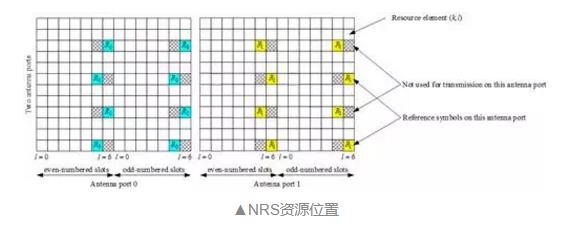 Resource element (k,l)
Two antenna ports
Not used for transmission on this antenna port
Reference symbols on this antenna port
l=0 l=6 l=0 l=6 l=0 l=6 l=0 l=6
even-numbered slots odd-numbered slots even-numbered slots odd-numbered slots
Antenna port 0 Antenna port 1
▲NRS资源位置